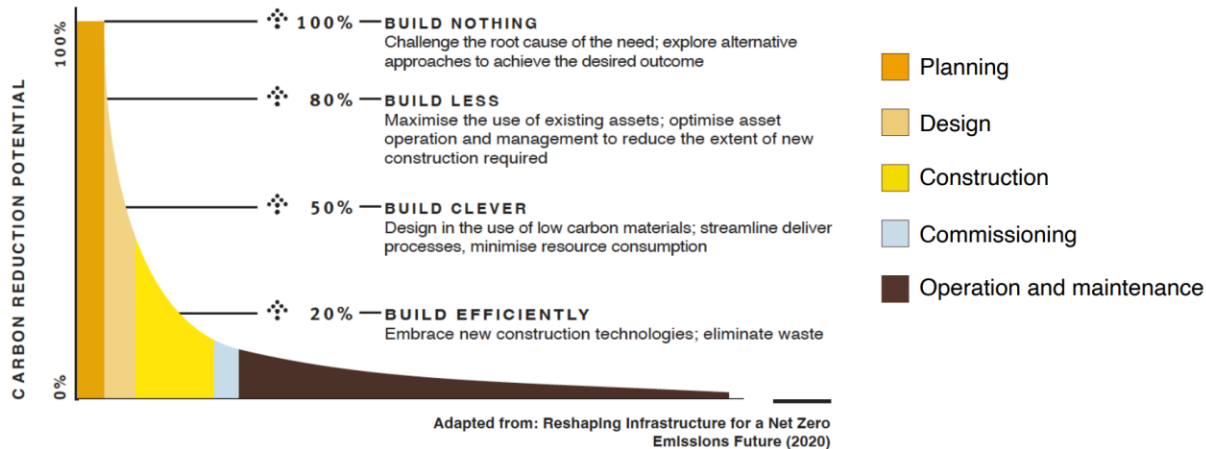 CARBON REDUCTION POTENTIAL
100%
0%
100% BUILD NOTHING
Challenge the root cause of the need; explore alternative
approaches to achieve the desired outcome
80% BUILD LESS
Maximise the use of existing assets; optimise asset
operation and management to reduce the extent of new
construction required
50% BUILD CLEVER
Design in the use of low carbon materials; streamline deliver
processes, minimise resource consumption
20% BUILD EFFICIENTLY
Embrace new construction technologies; eliminate waste
Adapted from: Reshaping Infrastructure for a Net Zero
Emissions Future (2020)
Planning
Design
Construction
Commissioning
Operation and maintenance